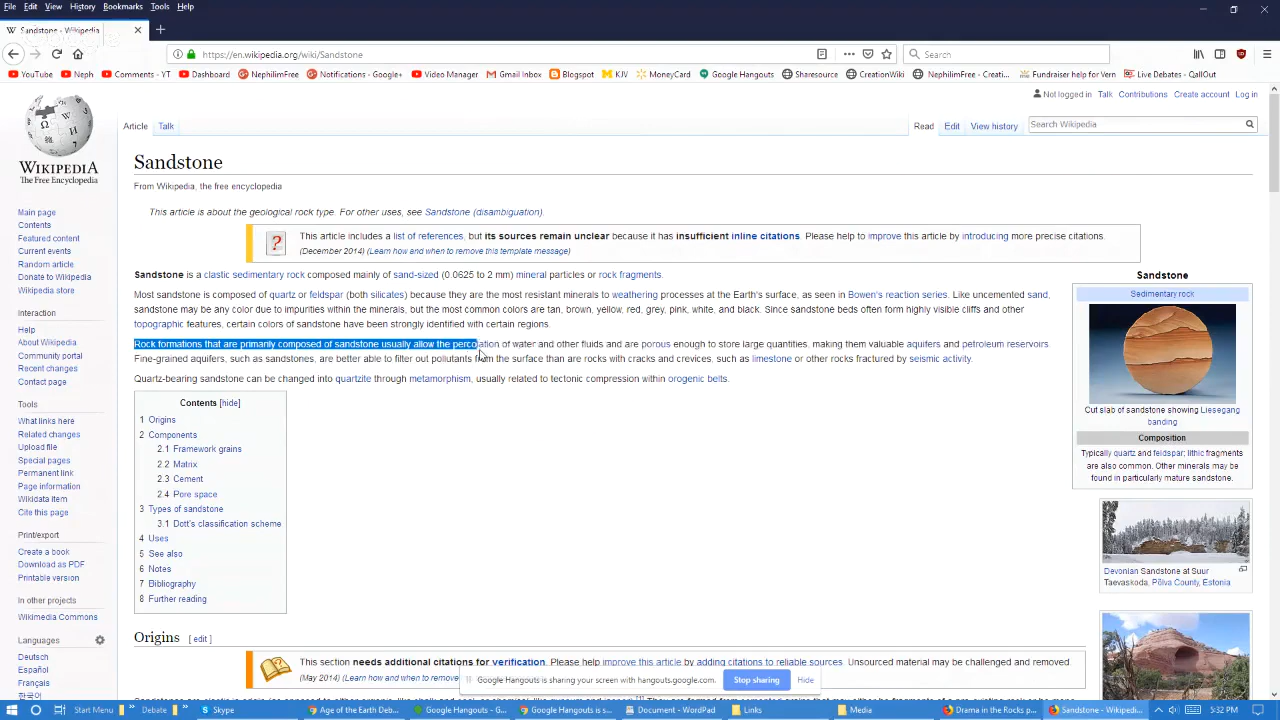 File Edit View History Bookmarks Tools Help
W Sandstone - Wikipedia
https://en.wikipedia.org/wiki/Sandstone
Search
YouTube Neph Comments - YT Dashboard NephilimFree Notifications - Google+ Video Manager Gmail Inbox Blogspot KJV MoneyCard Google Hangouts Sharesource CreationWiki NephilimFree - Creati... Fundraiser help for Vern Live Debates - QallOut
Not logged in Talk Contributions Create account Log in
Article Talk Read Edit View history Search Wikipedia
WIKIPEDIA
The Free Encyclopedia
Main page
Contents
Featured content
Current events
Random article
Donate to Wikipedia
Wikipedia store
Interaction
Help
About Wikipedia
Community portal
Recent changes
Contact page
Tools
What links here
Related changes
Upload file
Special pages
Permanent link
Page information
Wikidata item
Cite this page
Print/export
Create a book
Download as PDF
Printable version
In other projects
Wikimedia Commons
Languages
Deutsch
Español
Français
한국어
Sandstone
From Wikipedia, the free encyclopedia
This article is about the geological rock type. For other uses, see Sandstone (disambiguation).
This article includes a list of references, but its sources remain unclear because it has insufficient inline citations. Please help to improve this article by introducing more precise citations.
(December 2014) (Learn how and when to remove this template message)
Sandstone is a clastic sedimentary rock composed mainly of sand-sized (0.0625 to 2 mm) mineral particles or rock fragments.
Most sandstone is composed of quartz or feldspar (both silicates) because they are the most resistant minerals to weathering processes at the Earth's surface, as seen in Bowen's reaction series. Like uncemented sand,
sandstone may be any color due to impurities within the minerals, but the most common colors are tan, brown, yellow, red, grey, pink, white, and black. Since sandstone beds often form highly visible cliffs and other
topographic features, certain colors of sandstone have been strongly identified with certain regions.
Rock formations that are primarily composed of sandstone usually allow the percolation of water and other fluids and are porous enough to store large quantities, making them valuable aquifers and petroleum reservoirs.
Fine-grained aquifers, such as sandstones, are better able to filter out pollutants from the surface than are rocks with cracks and crevices, such as limestone or other rocks fractured by seismic activity.
Quartz-bearing sandstone can be changed into quartzite through metamorphism, usually related to tectonic compression within orogenic belts.
Contents [hide]
1 Origins
2 Components
2.1 Framework grains
2.2 Matrix
2.3 Cement
2.4 Pore space
3 Types of sandstone
3.1 Dott's classification scheme
4 Uses
5 See also
6 Notes
7 Bibliography
8 Further reading
Sandstone
Sedimentary rock
Cut slab of sandstone showing Liesegang
banding
Composition
Typically quartz and feldspar; lithic fragments
are also common. Other minerals may be
found in particularly mature sandstone.
Devonian Sandstone at Suur
Taevaskoda, Põlva County, Estonia
Origins [ edit ]
This section needs additional citations for verification. Please help improve this article by adding citations to reliable sources. Unsourced material may be challenged and removed
(May 2014) (Learn how and when to remove
Google Hangouts is sharing your screen with hangouts.google.com. Stop sharing Hide
Start Menu Debate Skype Age of the Earth Deb... Google Hangouts - G... Google Hangouts is s... Document - WordPad Links Media Drama in the Rocks p... Sandstone - Wikipedi... 5:32 PM